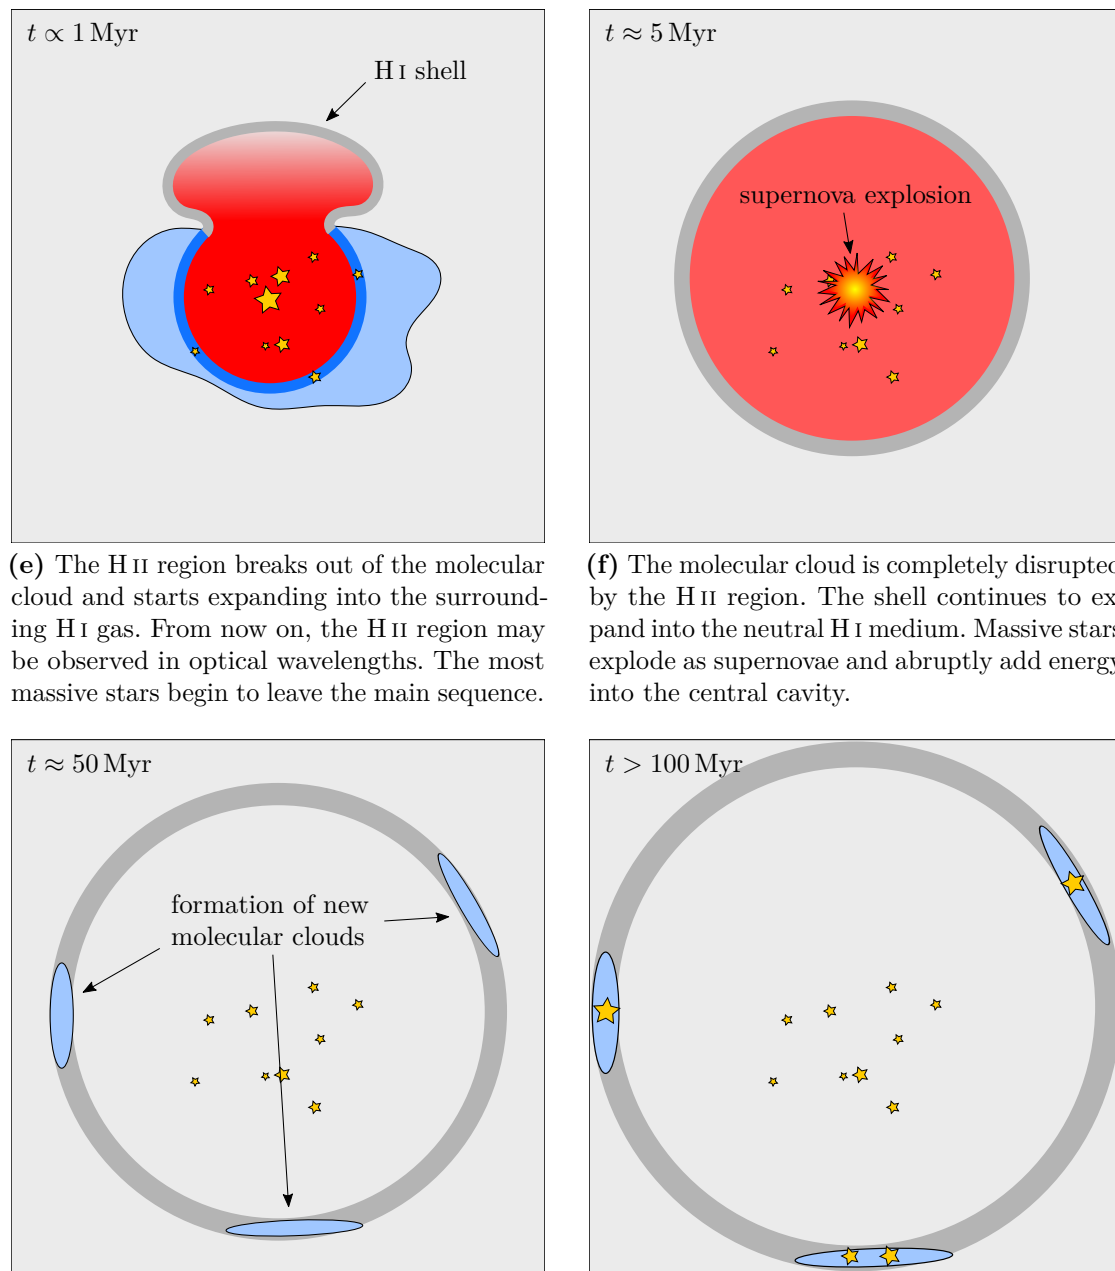 t ∝ 1 Myr
H I shell
t ≈ 5 Myr
supernova explosion
(e) The H II region breaks out of the molecular
cloud and starts expanding into the surround-
ing H I gas. From now on, the H II region may
be observed in optical wavelengths. The most
massive stars begin to leave the main sequence.
(f) The molecular cloud is completely disrupted
by the H II region. The shell continues to ex-
pand into the neutral H I medium. Massive stars
explode as supernovae and abruptly add energy
into the central cavity.
t ≈ 50 Myr
formation of new
molecular clouds
t > 100 Myr